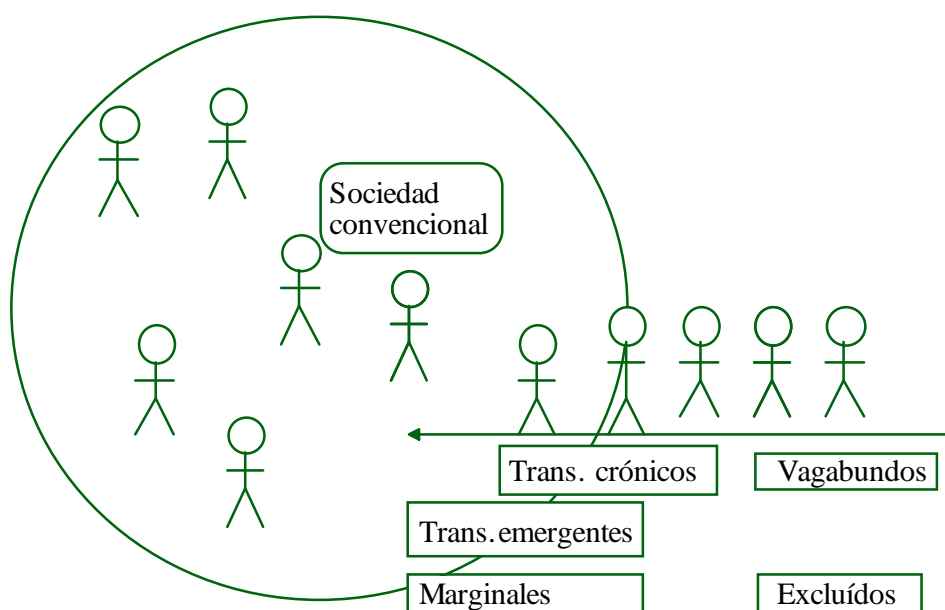 Sociedad
convencional
Trans. crónicos
Vagabundos
Trans.emergentes
Marginales
Excluídos